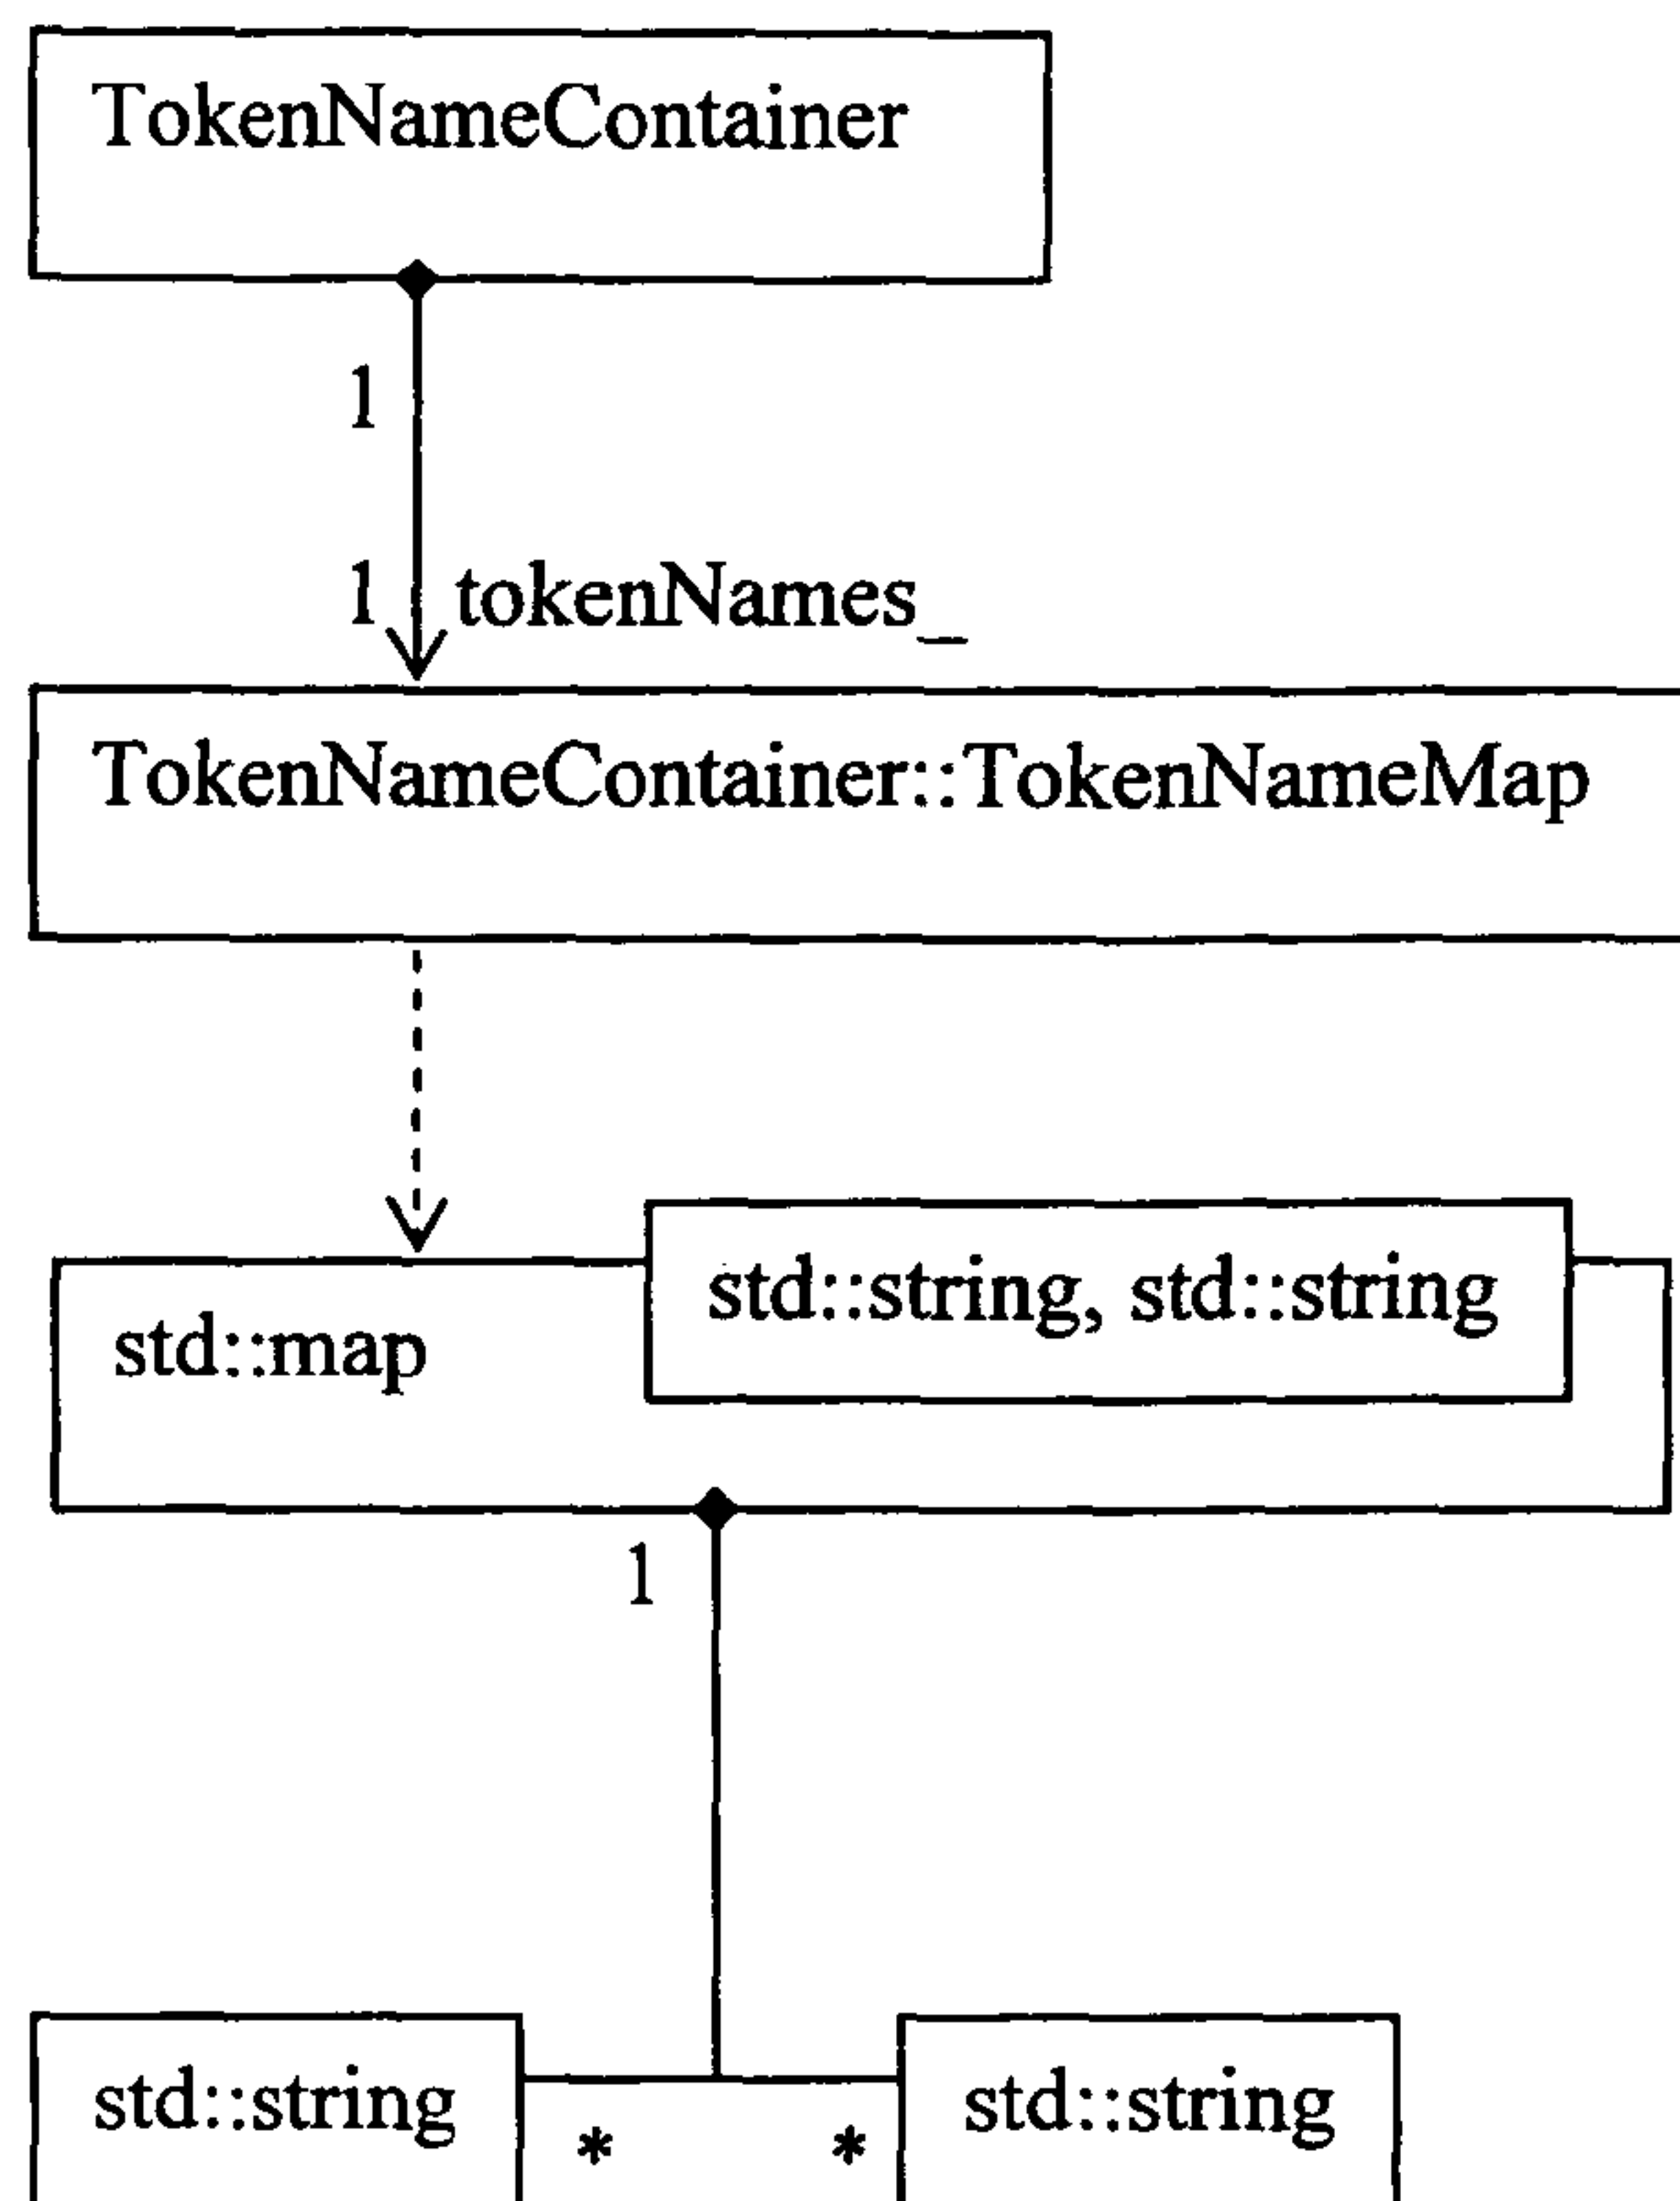 TokenNameContainer
1
1 tokenNames_
TokenNameContainer::TokenNameMap
std::string, std::string
std::map
1
std::string * * std::string